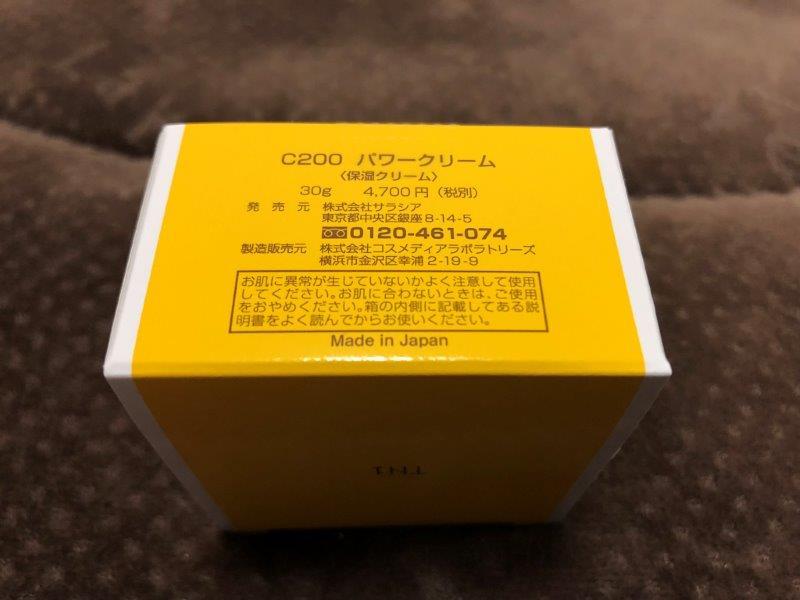 C200 パワークリーム
〈保湿クリーム〉
30g 4,700円（税別）
発売元 株式会社サラシア
東京都中央区銀座8-14-5
0120-461-074
製造販売元 株式会社コスメディアラボラトリーズ
横浜市金沢区幸浦2-19-9
お肌に異常が生じていないかよく注意して使用
してください。お肌に合わないときは、ご使用
をおやめください。箱の内側に記載してある説
明書をよく読んでからお使いください。
Made in Japan
TN1